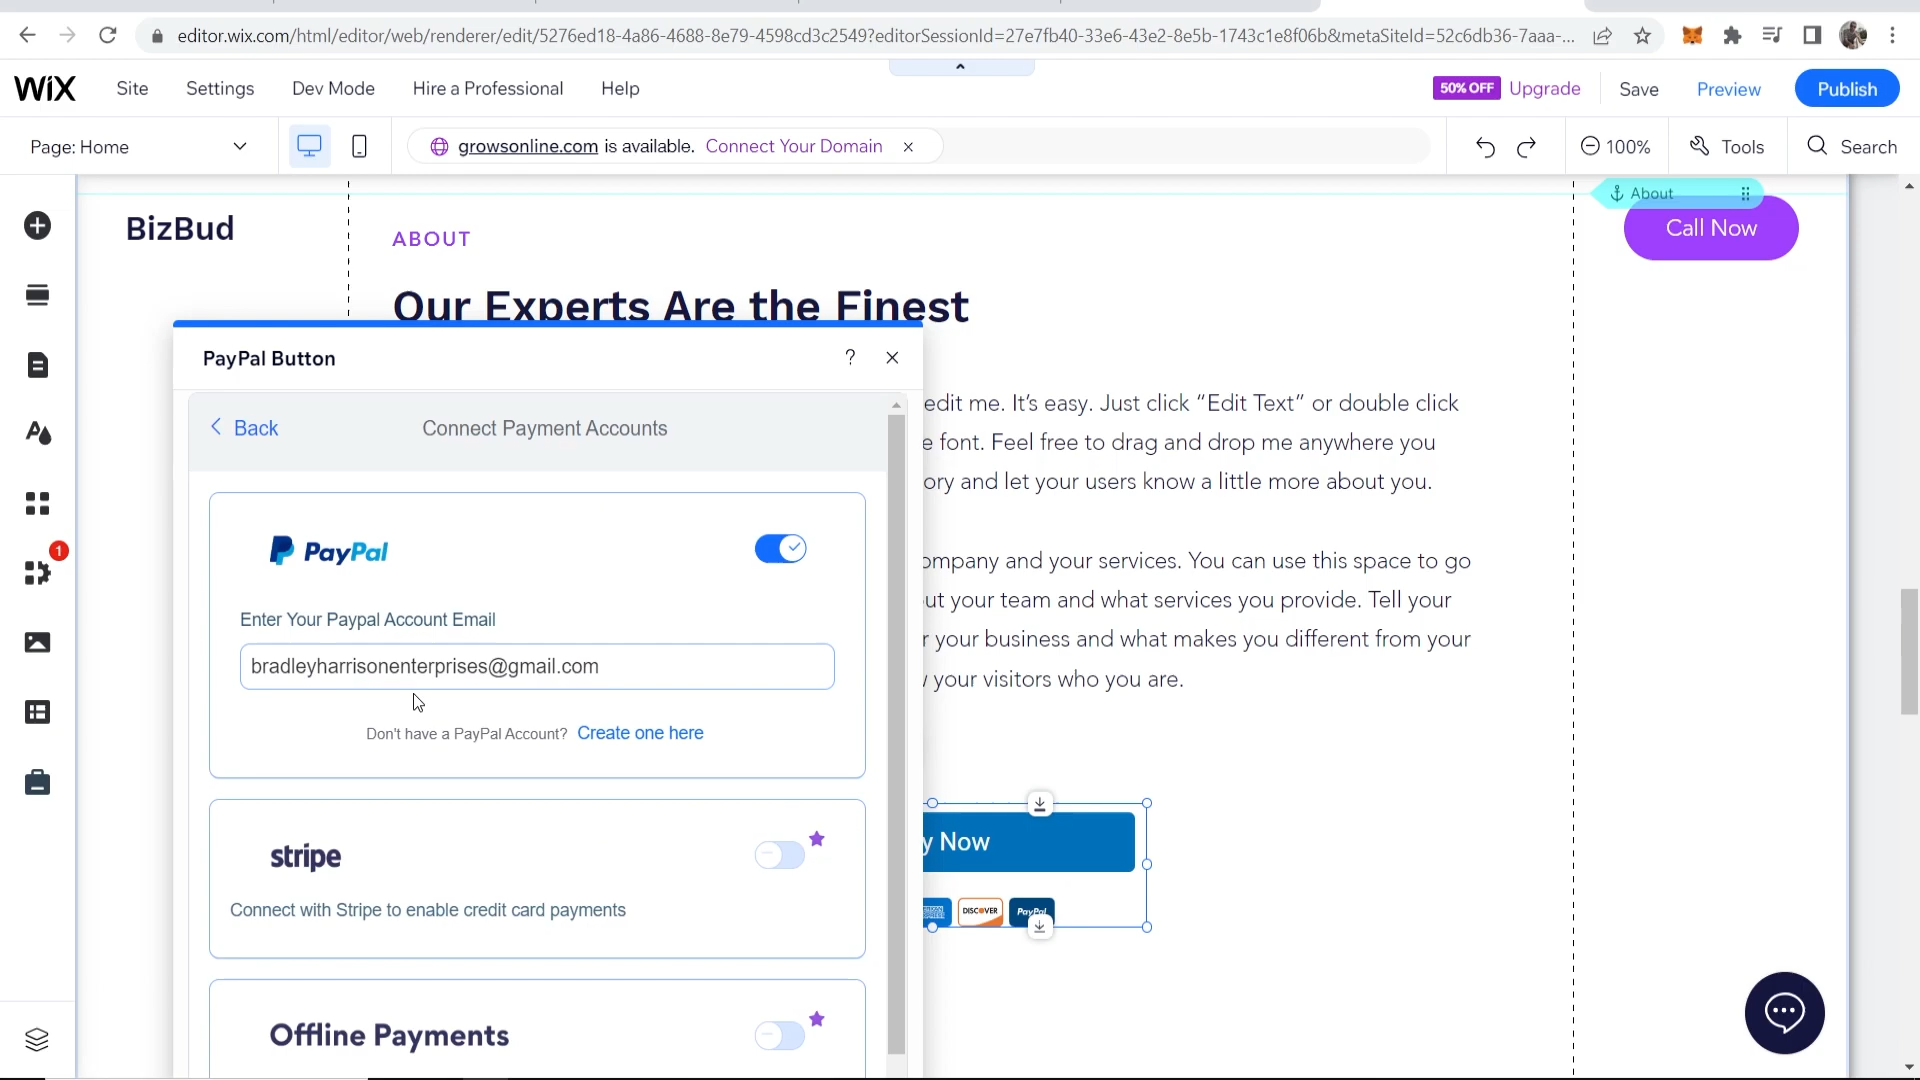 editor.wix.com/html/editor/web/renderer/edit/5276ed18-4a86-4688-8e79-4598cd3c2549?editorSessionId=27e7fb40-33e6-43e2-8e5b-1743c1e8f06b&metaSiteId=52c6db36-7aaa-...
WiX Site Settings Dev Mode Hire a Professional Help 50% OFF Upgrade Save Preview Publish
Page: Home growsonline.com is available. Connect Your Domain 100% Tools Search
About
BizBud ABOUT Call Now
Our Experts Are the Finest
PayPal Button ?
edit me. It's easy. Just click “Edit Text” or double click
Back Connect Payment Accounts
e font. Feel free to drag and drop me anywhere you
ory and let your users know a little more about you.
PayPal
ompany and your services. You can use this space to go
1
ut your team and what services you provide. Tell your
Enter Your Paypal Account Email
r your business and what makes you different from your
bradleyharrisonenterprises@gmail.com
your visitors who you are.
Don't have a PayPal Account? Create one here
y Now
stripe
Connect with Stripe to enable credit card payments
DISCOVER PayPal
Offline Payments